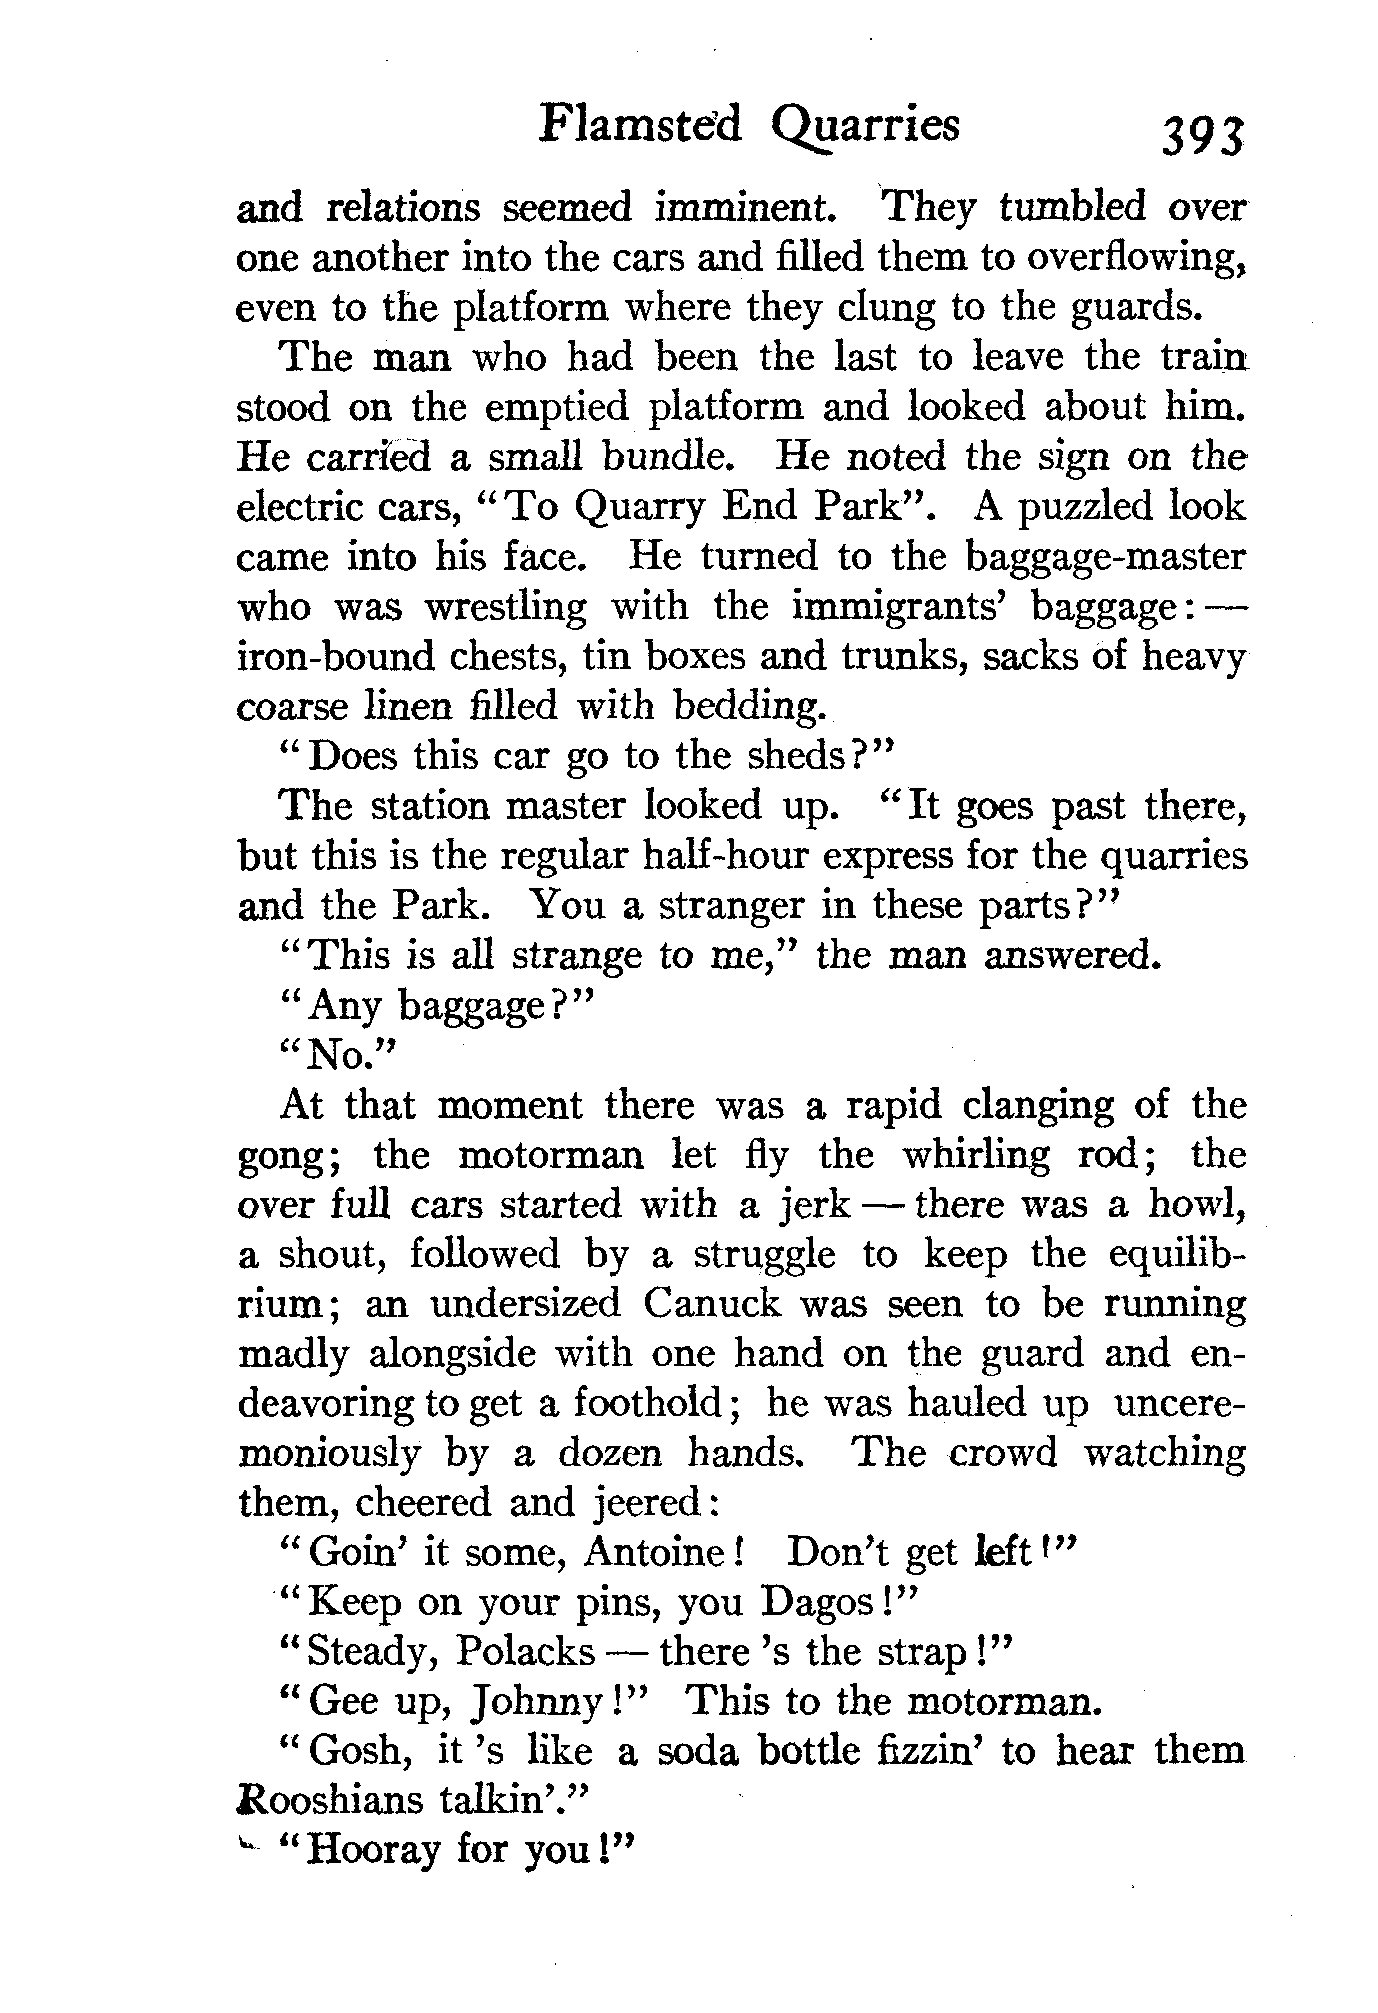 Flamsted Quarries 393
and relations seemed imminent. They tumbled over
one another into the cars and filled them to overflowing,
even to the platform where they clung to the guards.
The man who had been the last to leave the train
stood on the emptied platform and looked about him.
He carried a small bundle. He noted the sign on the
electric cars, "To Quarry End Park". A puzzled look
came into his face. He turned to the baggage-master
who was wrestling with the immigrants' baggage: —
iron-bound chests, tin boxes and trunks, sacks of heavy
coarse linen filled with bedding.
"Does this car go to the sheds?"
The station master looked up. "It goes past there,
but this is the regular half-hour express for the quarries
and the Park. You a stranger in these parts?"
"This is all strange to me," the man answered.
"Any baggage?"
"No."
At that moment there was a rapid clanging of the
gong; the motorman let fly the whirling rod; the
over full cars started with a jerk — there was a howl,
a shout, followed by a struggle to keep the equilib-
rium; an undersized Canuck was seen to be running
madly alongside with one hand on the guard and en-
deavoring to get a foothold; he was hauled up uncere-
moniously by a dozen hands. The crowd watching
them, cheered and jeered:
"Goin' it some, Antoine! Don't get left!"
"Keep on your pins, you Dagos!"
"Steady, Polacks — there 's the strap!"
"Gee up, Johnny!" This to the motorman.
"Gosh, it 's like a soda bottle fizzin' to hear them
Rooshians talkin'."
"Hooray for you!"